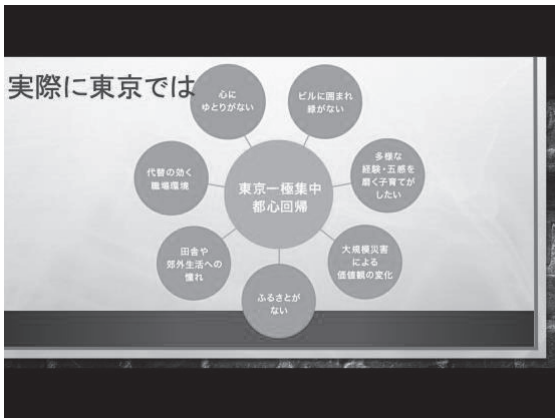 実際に東京では
心に
ゆとりがない
ビルに囲まれ
緑がない
代替の効く
職場環境
多様な
経験・五感を
磨く子育てが
したい
東京一極集中
都心回帰
田舎や
郊外生活への
憧れ
大規模災害
による
価値観の変化
ふるさとが
ない